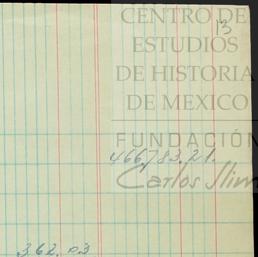 CENTRO DE
13
ESTUDIOS
DE HISTORIA
DE MEXICO
FUNDACIÓN
466,783.21.
Carlos Slim
362.03